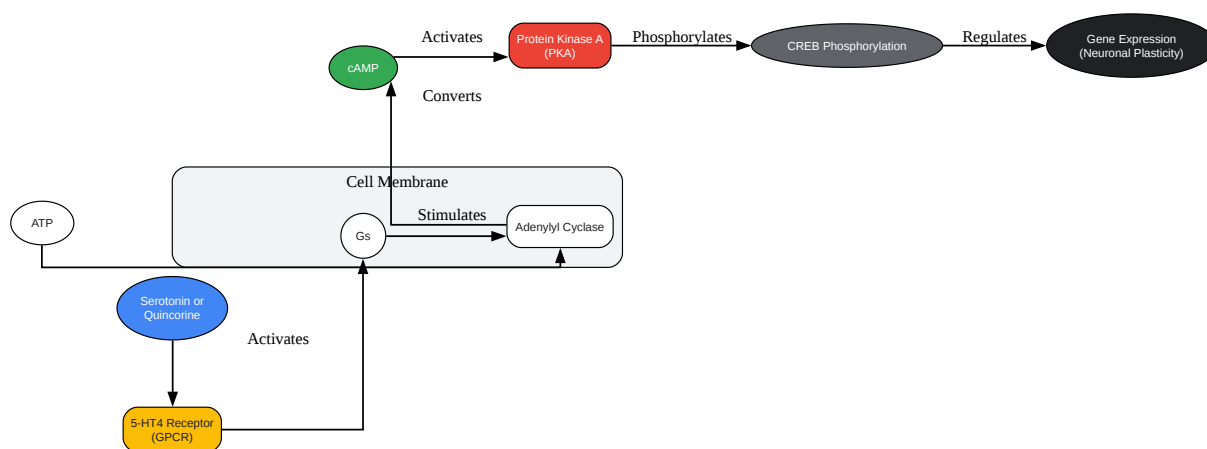 Activates
Phosphorylates
Regulates
Protein Kinase A
(PKA)
CREB Phosphorylation
Gene Expression
(Neuronal Plasticity)
cAMP
Converts
Cell Membrane
ATP
Gs
Stimulates
Adenylyl Cyclase
Serotonin or
Quincorine
Activates
5-HT4 Receptor
(GPCR)